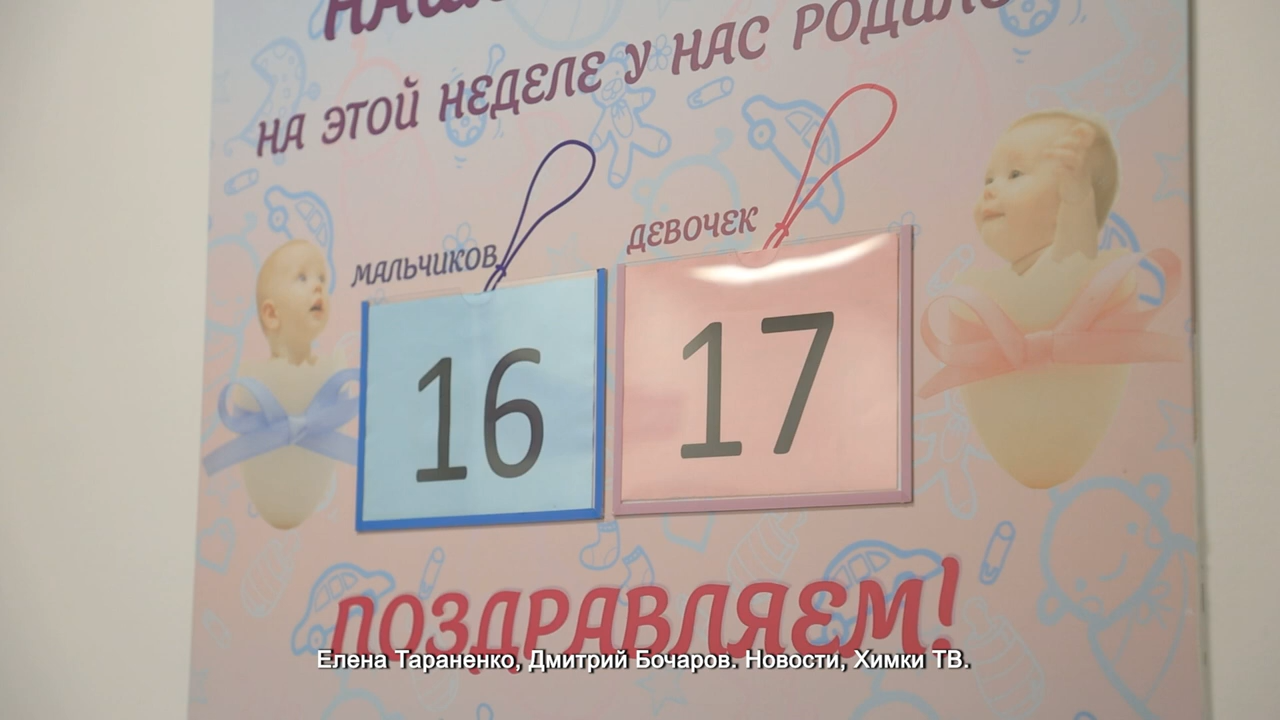 НА ЭТОЙ НЕДЕЛЕ У НАС
МАЛЬЧИКОВ
ДЕВОЧЕК
16
17
ПОЗДРАВЛЯЕМ!
Елена Тараненко, Дмитрий Бочаров. Новости, Химки ТВ.